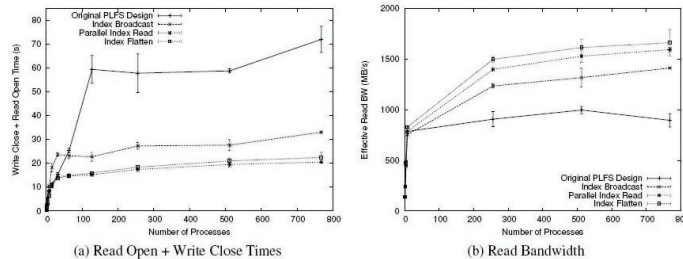 Original PLFS Design
Index Broadcast
Parallel Index Read
Index Flatten
Write Close + Read Open Time (s)
80
70
60
50
40
30
20
10
0
0 100 200 300 400 500 600 700 800
Number of Processes
(a) Read Open + Write Close Times
Effective Read BW (MB/s)
2000
1500
1000
500
0
Original PLFS Design
Index Broadcast
Parallel Index Read
Index Flatten
0 100 200 300 400 500 600 700 800
Number of Processes
(b) Read Bandwidth